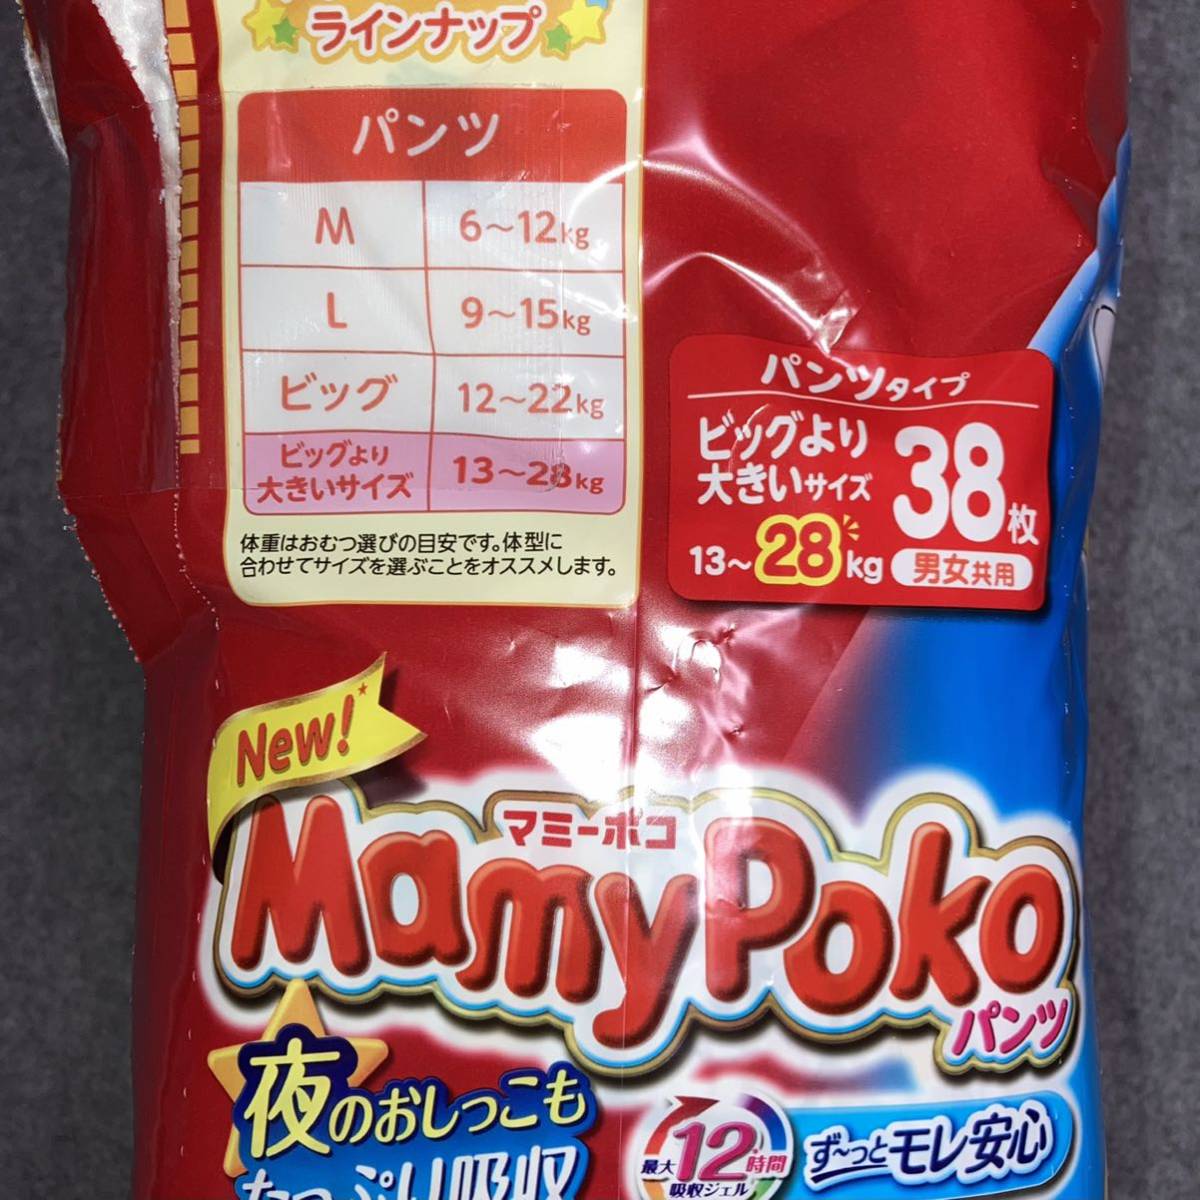 ラインナップ
パンツ
M 6～12kg
L 9～15kg
ビッグ 12～22kg
ビッグより
大きいサイズ 13～28kg
体重はおむつ選びの目安です。体型に
合わせてサイズを選ぶことをオススメします。
パンツタイプ
ビッグより
大きいサイズ
38枚
13～28kg
男女共用
New!*
マミーポコ
MamyPoko
パンツ
夜のおしっこも
たっぷり吸収
最大12時間
吸収ジェル
ず～っとモレ安心